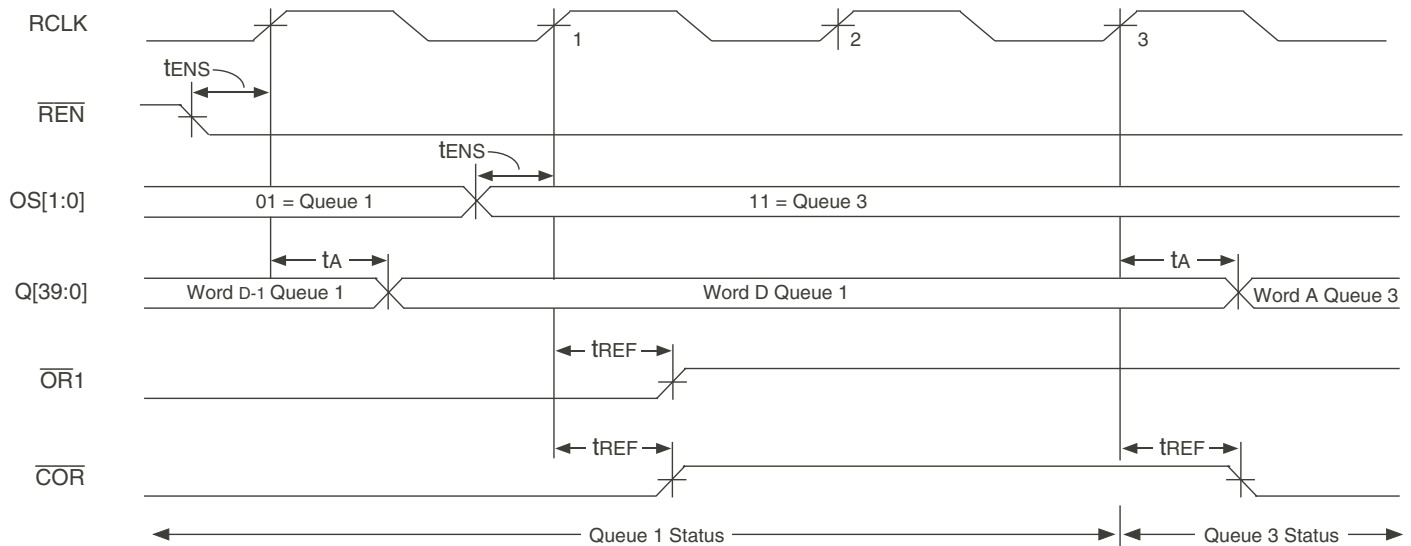 RCLK
1
2
3
tENS
REN
tENS
OS[1:0]
01 = Queue 1
11 = Queue 3
tA
tA
Q[39:0]
Word D-1 Queue 1
Word D Queue 1
Word A Queue 3
tREF
OR1
tREF
tREF
COR
Queue 1 Status
Queue 3 Status